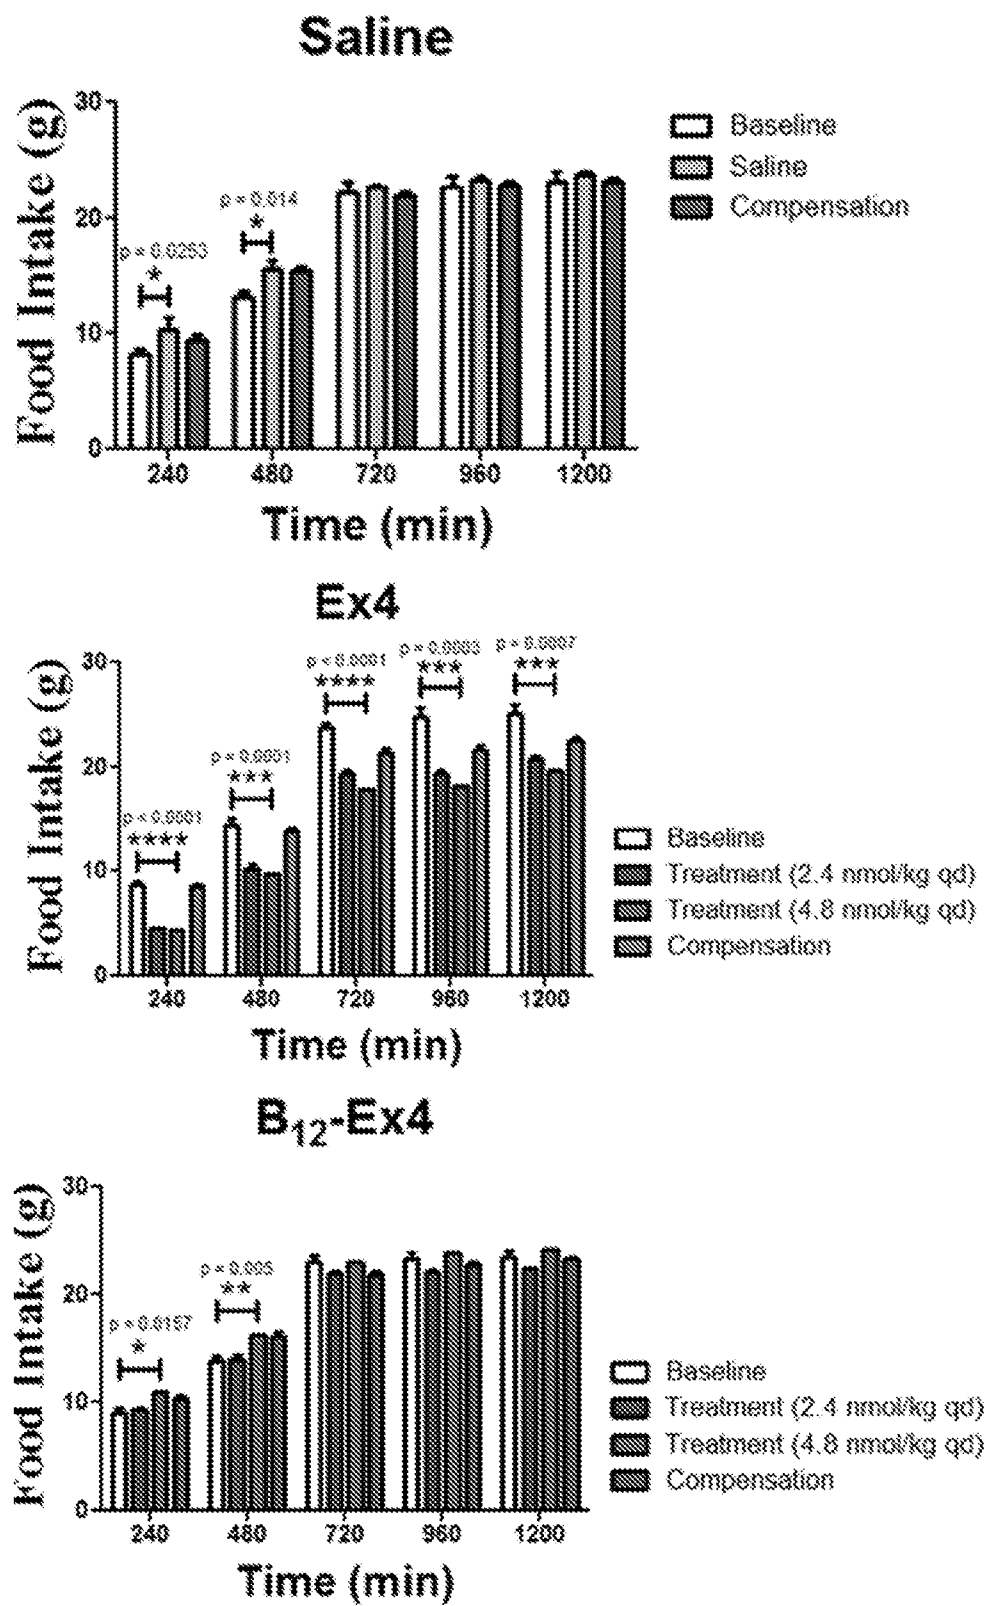 Saline
Food Intake (g)
30
20
10
0
p = 0.0253
*
p = 0.014
*
240 480 720 960 1200
Time (min)
Baseline
Saline
Compensation
Ex4
Food Intake (g)
30
20
10
0
p < 0.0001
****
p = 0.0001
***
p < 0.0001
****
p = 0.0003
***
p = 0.0007
***
240 480 720 960 1200
Time (min)
Baseline
Treatment (2.4 nmol/kg qd)
Treatment (4.8 nmol/kg qd)
Compensation
B12-Ex4
Food Intake (g)
30
20
10
0
p = 0.0157
*
p = 0.005
**
240 480 720 960 1200
Time (min)
Baseline
Treatment (2.4 nmol/kg qd)
Treatment (4.8 nmol/kg qd)
Compensation